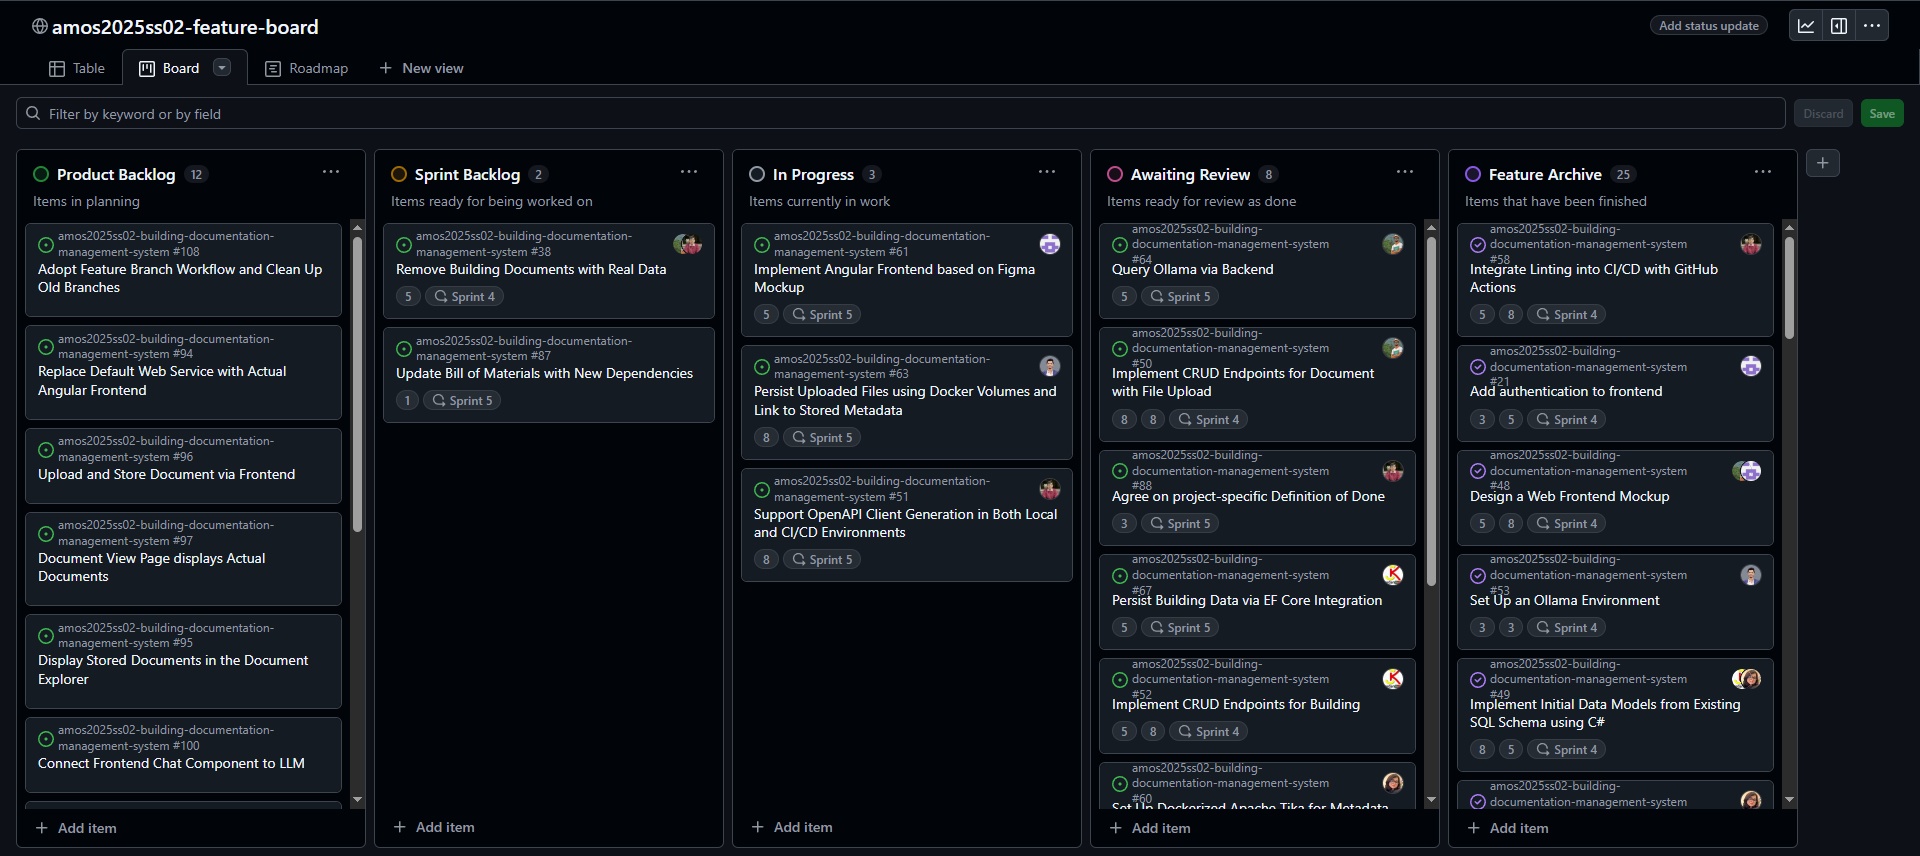 amos2025ss02-feature-board
Add status update
Table
Board
Roadmap
New view
Filter by keyword or by field
Discard
Save
Product Backlog 12
Items in planning
amos2025ss02-building-documentation-
management-system #108
Adopt Feature Branch Workflow and Clean Up
Old Branches
amos2025ss02-building-documentation-
management-system #94
Replace Default Web Service with Actual
Angular Frontend
amos2025ss02-building-documentation-
management-system #96
Upload and Store Document via Frontend
amos2025ss02-building-documentation-
management-system #97
Document View Page displays Actual
Documents
amos2025ss02-building-documentation-
management-system #95
Display Stored Documents in the Document
Explorer
amos2025ss02-building-documentation-
management-system #100
Connect Frontend Chat Component to LLM
Add item
Sprint Backlog 2
Items ready for being worked on
amos2025ss02-building-documentation-
management-system #38
Remove Building Documents with Real Data
5 Sprint 4
amos2025ss02-building-documentation-
management-system #87
Update Bill of Materials with New Dependencies
1 Sprint 5
Add item
In Progress 3
Items currently in work
amos2025ss02-building-documentation-
management-system #61
Implement Angular Frontend based on Figma
Mockup
5 Sprint 5
amos2025ss02-building-documentation-
management-system #63
Persist Uploaded Files using Docker Volumes and
Link to Stored Metadata
8 Sprint 5
amos2025ss02-building-documentation-
management-system #51
Support OpenAPI Client Generation in Both Local
and CI/CD Environments
8 Sprint 5
Add item
Awaiting Review 8
Items ready for review as done
amos2025ss02-building-
documentation-management-system
#64
Query Ollama via Backend
5 Sprint 5
amos2025ss02-building-
documentation-management-system
#50
Implement CRUD Endpoints for Document
with File Upload
8 8 Sprint 4
amos2025ss02-building-
documentation-management-system
#88
Agree on project-specific Definition of Done
3 Sprint 5
amos2025ss02-building-
documentation-management-system
#67
Persist Building Data via EF Core Integration
5 Sprint 5
amos2025ss02-building-
documentation-management-system
#52
Implement CRUD Endpoints for Building
5 8 Sprint 4
amos2025ss02-building-
documentation-management-system
#60
Set Up Dockerized Apache Tika for Metadata
Add item
Feature Archive 25
Items that have been finished
amos2025ss02-building-
documentation-management-system
#58
Integrate Linting into CI/CD with GitHub
Actions
5 8 Sprint 4
amos2025ss02-building-
documentation-management-system
#21
Add authentication to frontend
3 5 Sprint 4
amos2025ss02-building-
documentation-management-system
#48
Design a Web Frontend Mockup
5 8 Sprint 4
amos2025ss02-building-
documentation-management-system
#53
Set Up an Ollama Environment
3 3 Sprint 4
amos2025ss02-building-
documentation-management-system
#49
Implement Initial Data Models from Existing
SQL Schema using C#
8 5 Sprint 4
amos2025ss02-building-
documentation-management-system
Add item